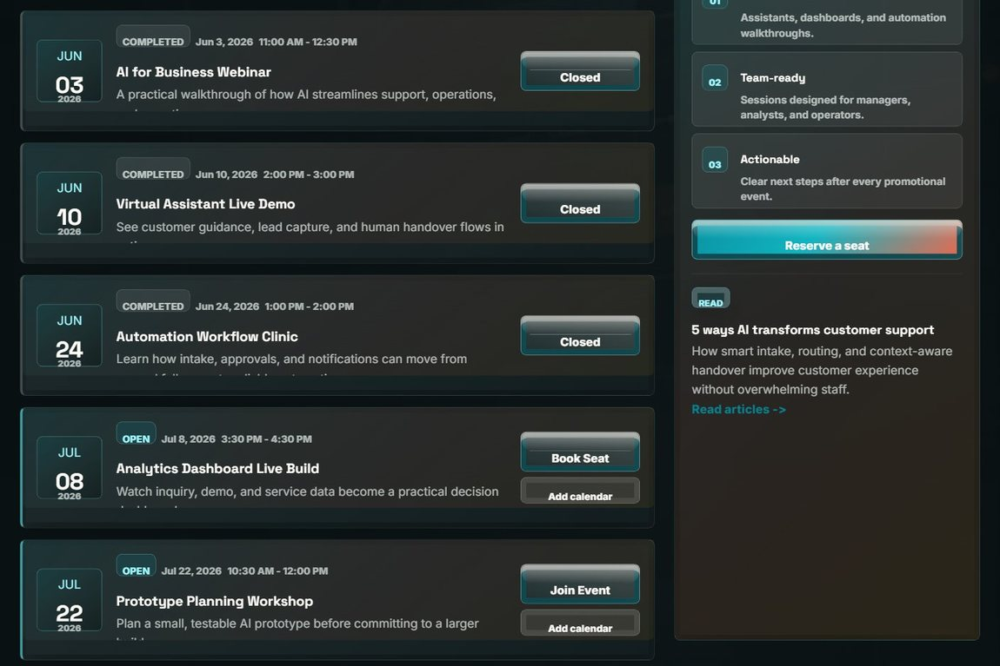 COMPLETED Jun 3, 2026 11:00 AM - 12:30 PM
JUN
03
2026
AI for Business Webinar
A practical walkthrough of how AI streamlines support, operations,
Closed
COMPLETED Jun 10, 2026 2:00 PM - 3:00 PM
JUN
10
2026
Virtual Assistant Live Demo
See customer guidance, lead capture, and human handover flows in
Closed
COMPLETED Jun 24, 2026 1:00 PM - 2:00 PM
JUN
24
2026
Automation Workflow Clinic
Learn how intake, approvals, and notifications can move from
Closed
OPEN Jul 8, 2026 3:30 PM - 4:30 PM
JUL
08
2026
Analytics Dashboard Live Build
Watch inquiry, demo, and service data become a practical decision
Book Seat
Add calendar
OPEN Jul 22, 2026 10:30 AM - 12:00 PM
JUL
22
2026
Prototype Planning Workshop
Plan a small, testable AI prototype before committing to a larger
Join Event
Add calendar
01
Assistants, dashboards, and automation
walkthroughs.
02
Team-ready
Sessions designed for managers,
analysts, and operators.
03
Actionable
Clear next steps after every promotional
event.
Reserve a seat
READ
5 ways AI transforms customer support
How smart intake, routing, and context-aware
handover improve customer experience
without overwhelming staff.
Read articles ->